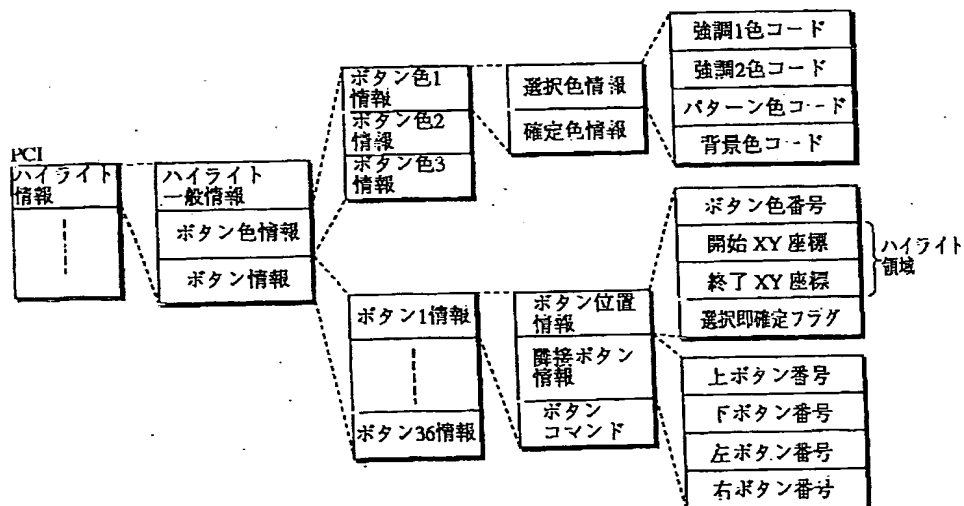 PCI
ハイライト
情報
ハイライト
一般情報
ボタン色情報
ボタン情報
ボタン色1
情報
ボタン色2
情報
ボタン色3
情報
選択色情報
確定色情報
強調1色コード
強調2色コード
パターン色コード
背景色コード
ボタン1情報
ボタン36情報
ボタン位置
情報
隣接ボタン
情報
ボタン
コマンド
ボタン色番号
開始 XY 座標
終了 XY 座標
選択即確定フラグ
ハイライト
領域
上ボタン番号
下ボタン番号
左ボタン番号
右ボタン番号